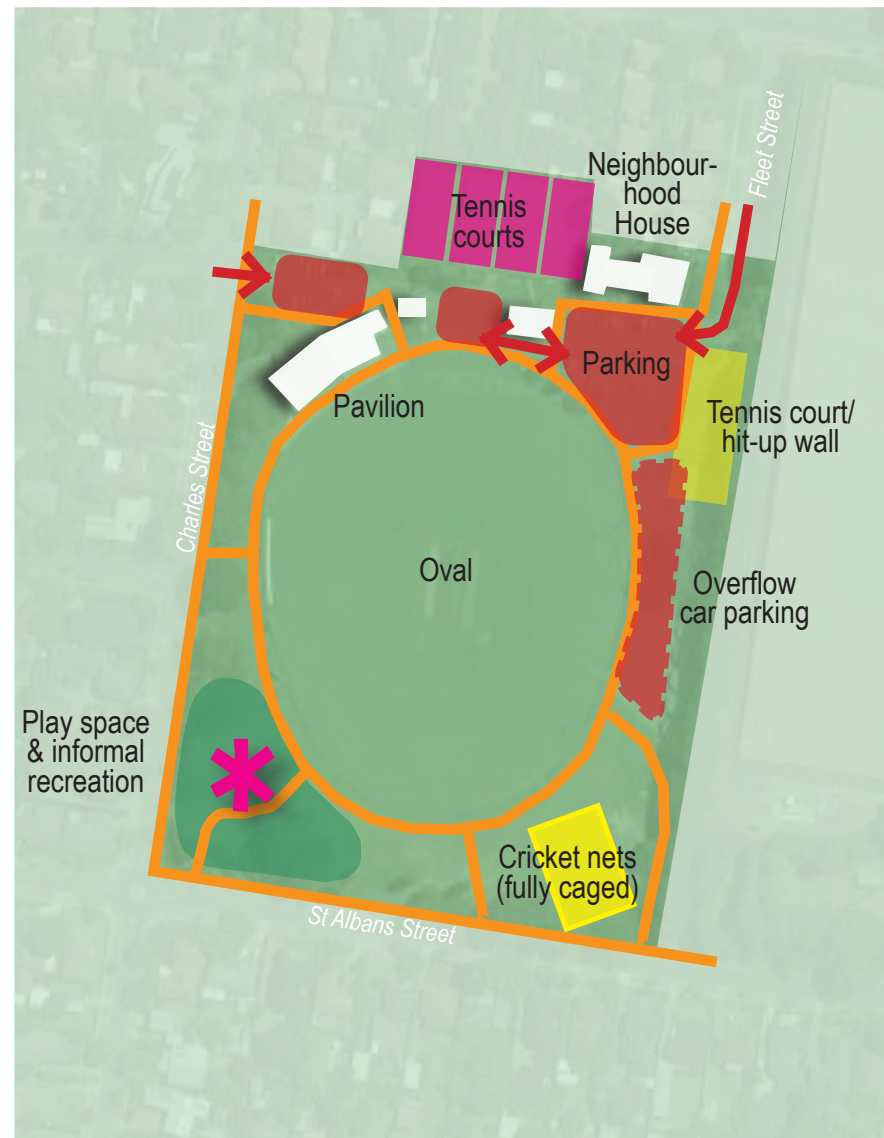 Fleet Street
Neighbour-
hood
House
Tennis
courts
Parking
Pavilion
Tennis court/
hit-up wall
Charles Street
Oval
Overflow
car parking
Play space
& informal
recreation
Cricket nets
(fully caged)
St Albans Street